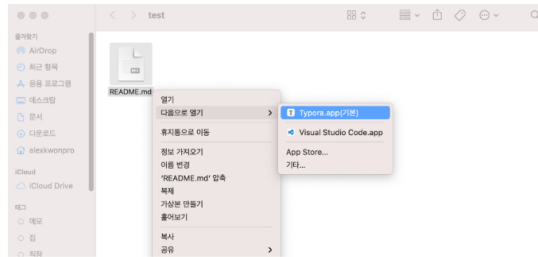 test
즐겨찾기
AirDrop
최근 항목
응용 프로그램
데스크탑
문서
다운로드
alexkwonpro
iCloud
iCloud Drive
태그
메모
집
직장
MD
README.md
열기
다음으로 열기
휴지통으로 이동
정보 가져오기
이름 변경
'README.md' 압축
복제
가상본 만들기
훑어보기
복사
공유
Typora.app(기본)
Visual Studio Code.app
App Store...
기타...